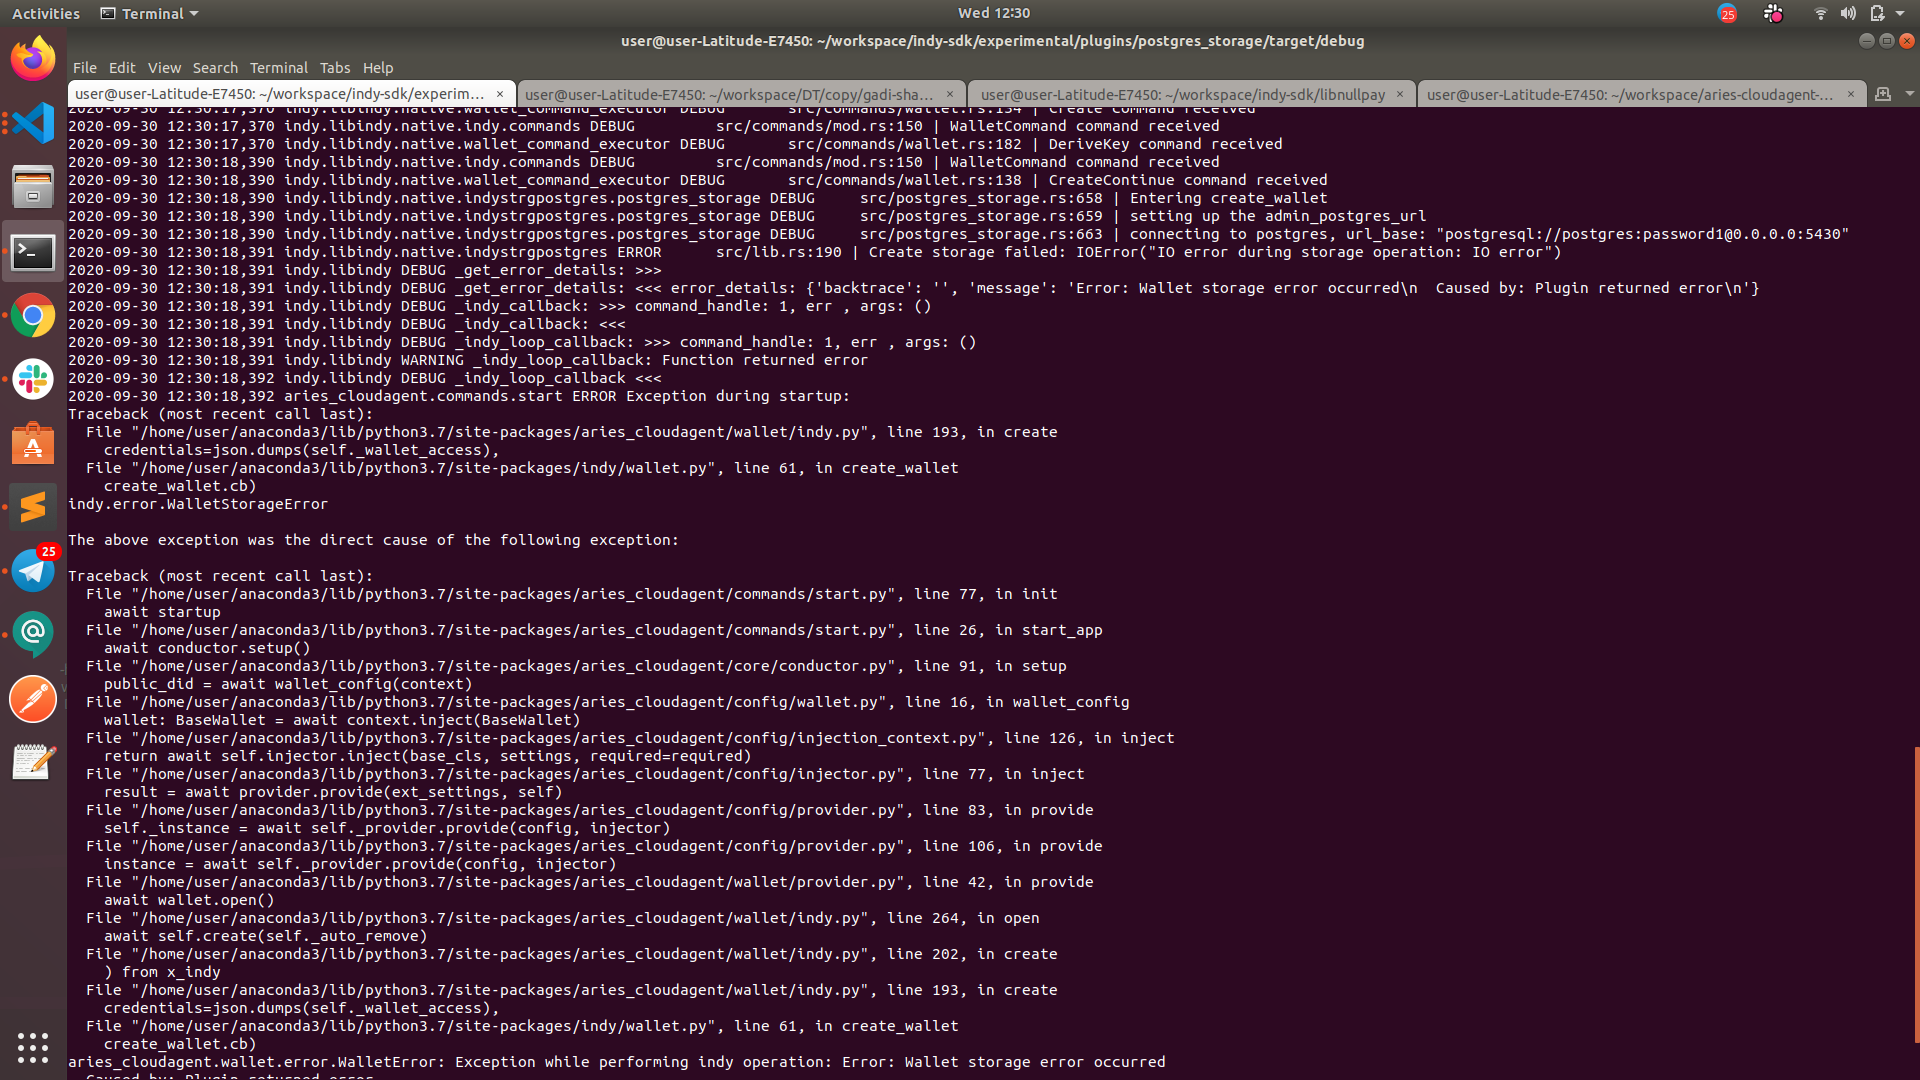 Activities
Terminal
Wed 12:30
25
user@user-Latitude-E7450: ~/workspace/indy-sdk/experimental/plugins/postgres_storage/target/debug
File Edit View Search Terminal Tabs Help
user@user-Latitude-E7450: ~/workspace/indy-sdk/experim... ×
user@user-Latitude-E7450: ~/workspace/DT/copy/gadi-sha... ×
user@user-Latitude-E7450: ~/workspace/indy-sdk/libnullpay ×
user@user-Latitude-E7450: ~/workspace/aries-cloudagent-... ×
2020-09-30 12:30:17,370 indy.libindy.native.wallet_command_executor DEBUG src/commands/wallet.rs:134 | Create command received
2020-09-30 12:30:17,370 indy.libindy.native.indy.commands DEBUG src/commands/mod.rs:150 | WalletCommand command received
2020-09-30 12:30:17,370 indy.libindy.native.wallet_command_executor DEBUG src/commands/wallet.rs:182 | DeriveKey command received
2020-09-30 12:30:18,390 indy.libindy.native.indy.commands DEBUG src/commands/mod.rs:150 | WalletCommand command received
2020-09-30 12:30:18,390 indy.libindy.native.wallet_command_executor DEBUG src/commands/wallet.rs:138 | CreateContinue command received
2020-09-30 12:30:18,390 indy.libindy.native.indystrgpostgres.postgres_storage DEBUG src/postgres_storage.rs:658 | Entering create_wallet
2020-09-30 12:30:18,390 indy.libindy.native.indystrgpostgres.postgres_storage DEBUG src/postgres_storage.rs:659 | setting up the admin_postgres_url
2020-09-30 12:30:18,390 indy.libindy.native.indystrgpostgres.postgres_storage DEBUG src/postgres_storage.rs:663 | connecting to postgres, url_base: "postgresql://postgres:password1@0.0.0.0:5430"
2020-09-30 12:30:18,391 indy.libindy.native.indystrgpostgres ERROR src/lib.rs:190 | Create storage failed: IOError("IO error during storage operation: IO error")
2020-09-30 12:30:18,391 indy.libindy DEBUG _get_error_details: >>>
2020-09-30 12:30:18,391 indy.libindy DEBUG _get_error_details: <<< error_details: {'backtrace': '', 'message': 'Error: Wallet storage error occurred\n  Caused by: Plugin returned error\n'}
2020-09-30 12:30:18,391 indy.libindy DEBUG _indy_callback: >>> command_handle: 1, err , args: ()
2020-09-30 12:30:18,391 indy.libindy DEBUG _indy_callback: <<<
2020-09-30 12:30:18,391 indy.libindy DEBUG _indy_loop_callback: >>> command_handle: 1, err , args: ()
2020-09-30 12:30:18,391 indy.libindy WARNING _indy_loop_callback: Function returned error
2020-09-30 12:30:18,392 indy.libindy DEBUG _indy_loop_callback <<<
2020-09-30 12:30:18,392 aries_cloudagent.commands.start ERROR Exception during startup:
Traceback (most recent call last):
  File "/home/user/anaconda3/lib/python3.7/site-packages/aries_cloudagent/wallet/indy.py", line 193, in create
    credentials=json.dumps(self._wallet_access),
  File "/home/user/anaconda3/lib/python3.7/site-packages/indy/wallet.py", line 61, in create_wallet
    create_wallet.cb)
indy.error.WalletStorageError
The above exception was the direct cause of the following exception:
Traceback (most recent call last):
  File "/home/user/anaconda3/lib/python3.7/site-packages/aries_cloudagent/commands/start.py", line 77, in init
    await startup
  File "/home/user/anaconda3/lib/python3.7/site-packages/aries_cloudagent/commands/start.py", line 26, in start_app
    await conductor.setup()
  File "/home/user/anaconda3/lib/python3.7/site-packages/aries_cloudagent/core/conductor.py", line 91, in setup
    public_did = await wallet_config(context)
  File "/home/user/anaconda3/lib/python3.7/site-packages/aries_cloudagent/config/wallet.py", line 16, in wallet_config
    wallet: BaseWallet = await context.inject(BaseWallet)
  File "/home/user/anaconda3/lib/python3.7/site-packages/aries_cloudagent/config/injection_context.py", line 126, in inject
    return await self.injector.inject(base_cls, settings, required=required)
  File "/home/user/anaconda3/lib/python3.7/site-packages/aries_cloudagent/config/injector.py", line 77, in inject
    result = await provider.provide(ext_settings, self)
  File "/home/user/anaconda3/lib/python3.7/site-packages/aries_cloudagent/config/provider.py", line 83, in provide
    self._instance = await self._provider.provide(config, injector)
  File "/home/user/anaconda3/lib/python3.7/site-packages/aries_cloudagent/config/provider.py", line 106, in provide
    instance = await self._provider.provide(config, injector)
  File "/home/user/anaconda3/lib/python3.7/site-packages/aries_cloudagent/wallet/provider.py", line 42, in provide
    await wallet.open()
  File "/home/user/anaconda3/lib/python3.7/site-packages/aries_cloudagent/wallet/indy.py", line 264, in open
    await self.create(self._auto_remove)
  File "/home/user/anaconda3/lib/python3.7/site-packages/aries_cloudagent/wallet/indy.py", line 202, in create
    ) from x_indy
  File "/home/user/anaconda3/lib/python3.7/site-packages/aries_cloudagent/wallet/indy.py", line 193, in create
    credentials=json.dumps(self._wallet_access),
  File "/home/user/anaconda3/lib/python3.7/site-packages/indy/wallet.py", line 61, in create_wallet
    create_wallet.cb)
aries_cloudagent.wallet.error.WalletError: Exception while performing indy operation: Error: Wallet storage error occurred
  Caused by: Plugin returned error
25